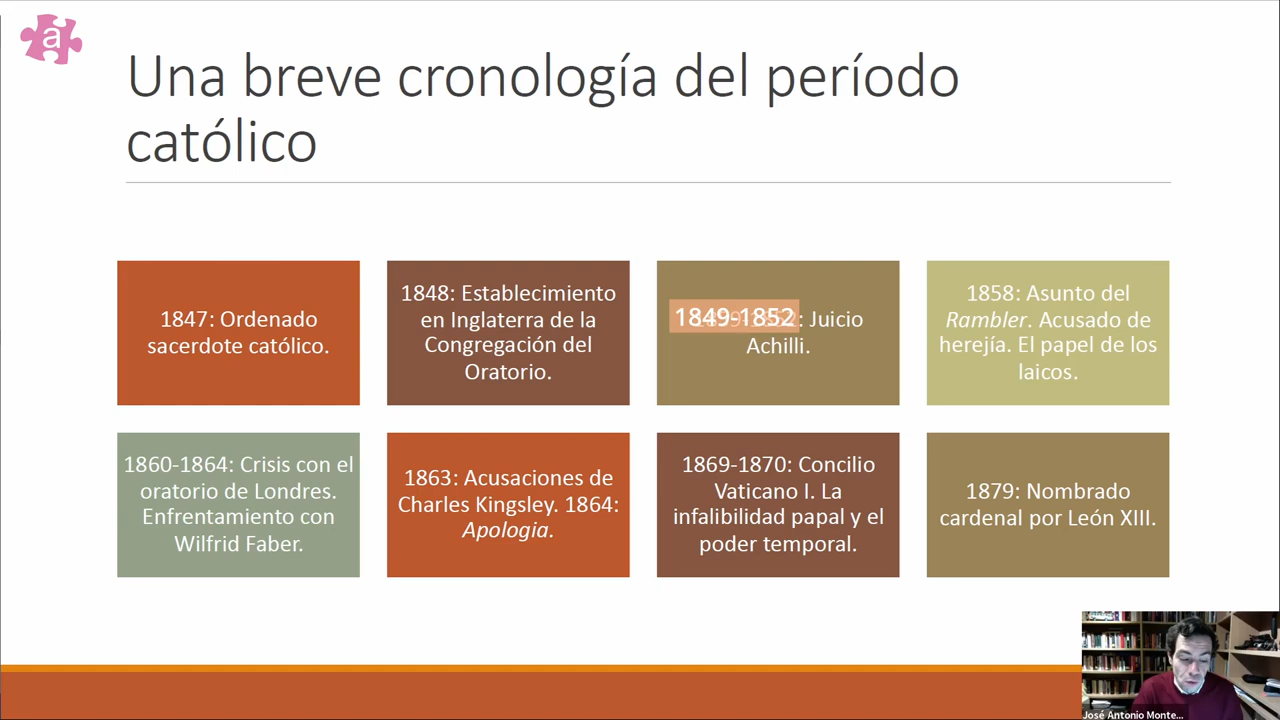 a
Una breve cronología del período
católico
1847: Ordenado
sacerdote católico.
1848: Establecimiento
en Inglaterra de la
Congregación del
Oratorio.
1849-1852: Juicio
Achilli.
1858: Asunto del
Rambler. Acusado de
herejía. El papel de los
laicos.
1860-1864: Crisis con el
oratorio de Londres.
Enfrentamiento con
Wilfrid Faber.
1863: Acusaciones de
Charles Kingsley. 1864:
Apologia.
1869-1870: Concilio
Vaticano I. La
infalibilidad papal y el
poder temporal.
1879: Nombrado
cardenal por León XIII.
José Antonio Monte...